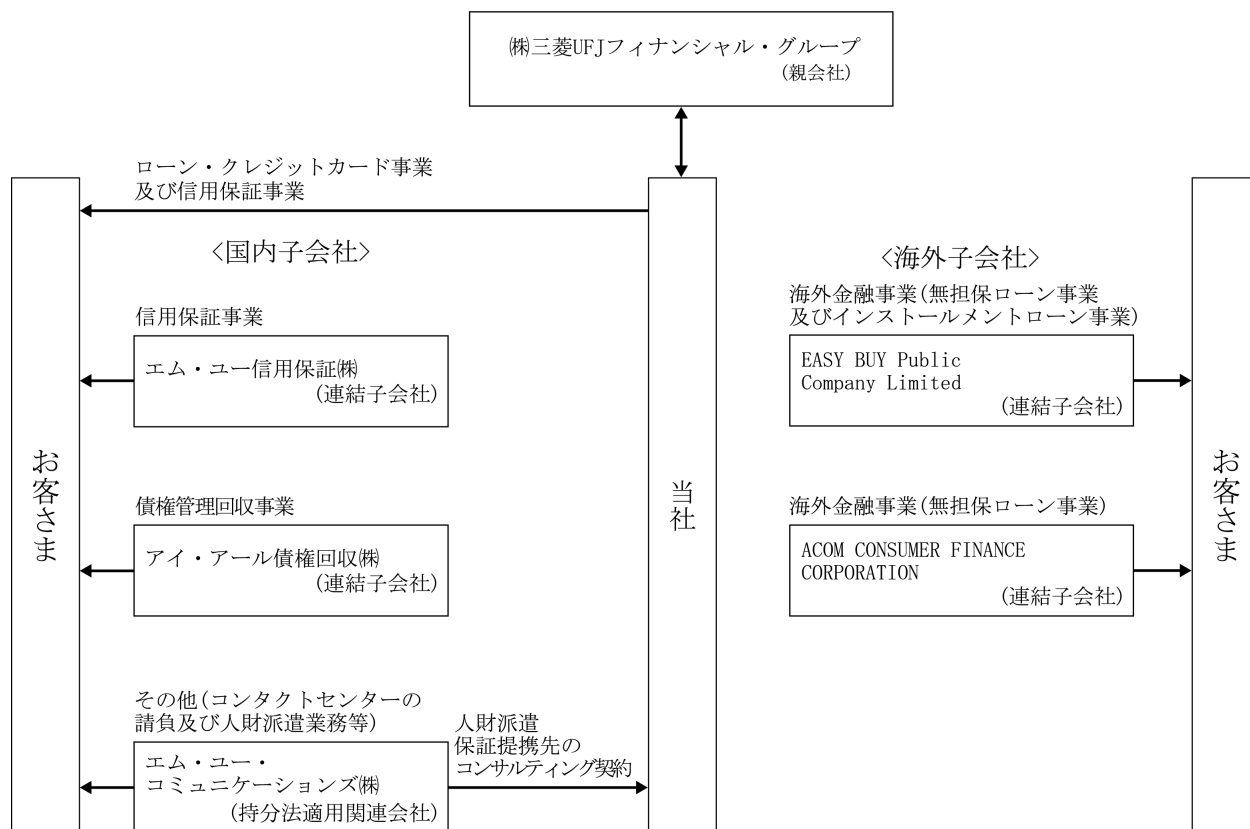 ㈱三菱UFJフィナンシャル・グループ
(親会社)
ローン・クレジットカード事業
及び信用保証事業
<国内子会社>
信用保証事業
エム・ユー信用保証㈱
(連結子会社)
債権管理回収事業
アイ・アール債権回収㈱
(連結子会社)
その他(コンタクトセンターの
請負及び人財派遣業務等)
エム・ユー・
コミュニケーションズ㈱
(持分法適用関連会社)
人財派遣
保証提携先の
コンサルティング契約
お客さま
当社
<海外子会社>
海外金融事業(無担保ローン事業
及びインストールメントローン事業)
EASY BUY Public
Company Limited
(連結子会社)
海外金融事業(無担保ローン事業)
ACOM CONSUMER FINANCE
CORPORATION
(連結子会社)
お客さま